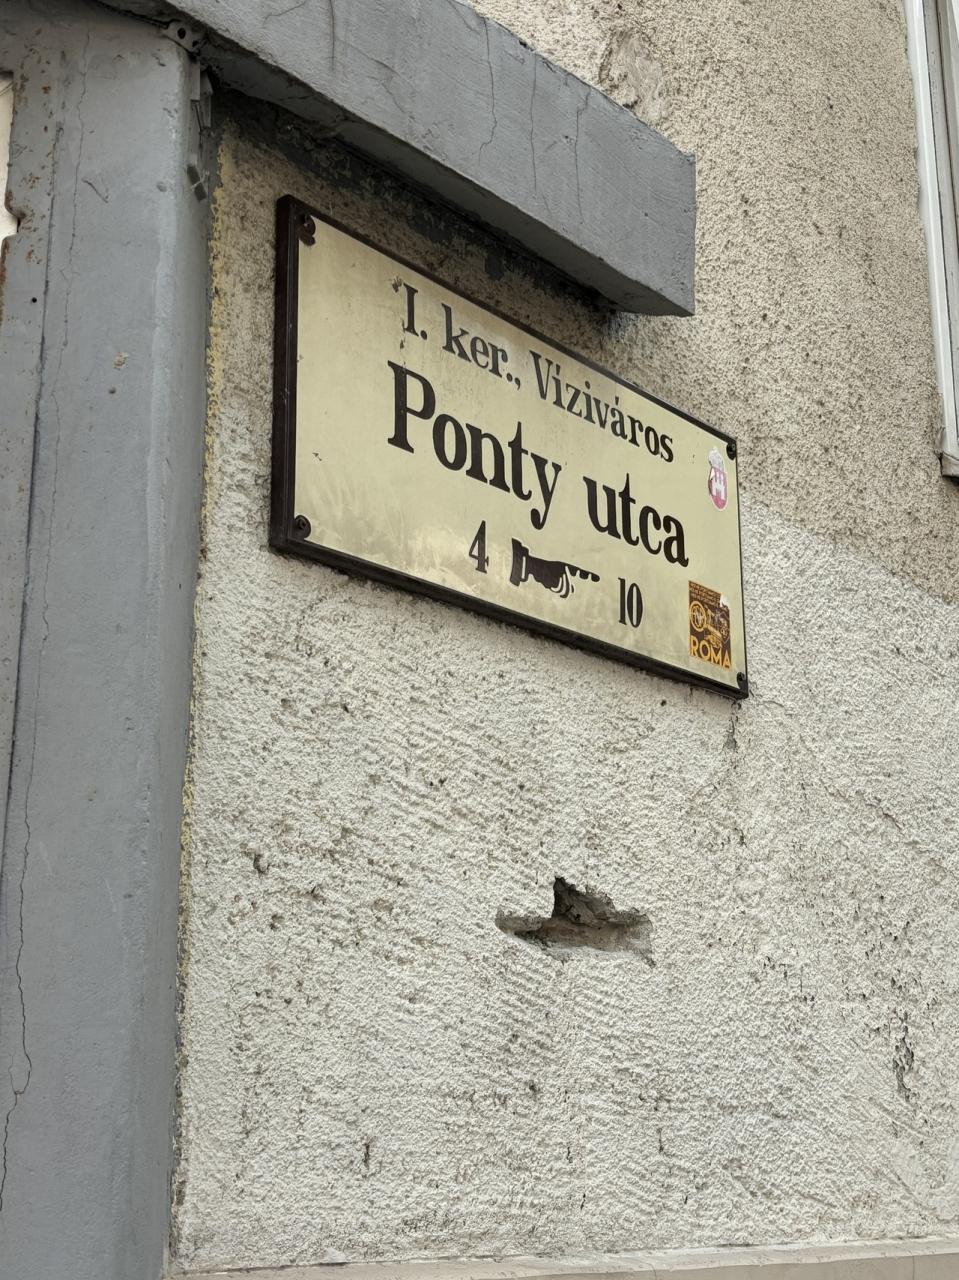 I. ker., Víziváros
Ponty utca
4 10
ROMA